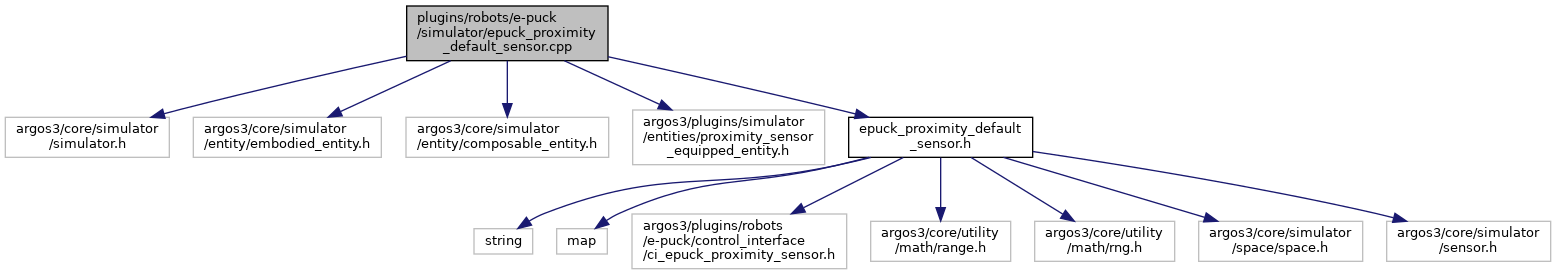 plugins/robots/e-puck
/simulator/epuck_proximity
_default_sensor.cpp
argos3/core/simulator
/simulator.h
argos3/core/simulator
/entity/embodied_entity.h
argos3/core/simulator
/entity/composable_entity.h
argos3/plugins/simulator
/entities/proximity_sensor
_equipped_entity.h
epuck_proximity_default
_sensor.h
string
map
argos3/plugins/robots
/e-puck/control_interface
/ci_epuck_proximity_sensor.h
argos3/core/utility
/math/range.h
argos3/core/utility
/math/rng.h
argos3/core/simulator
/space/space.h
argos3/core/simulator
/sensor.h